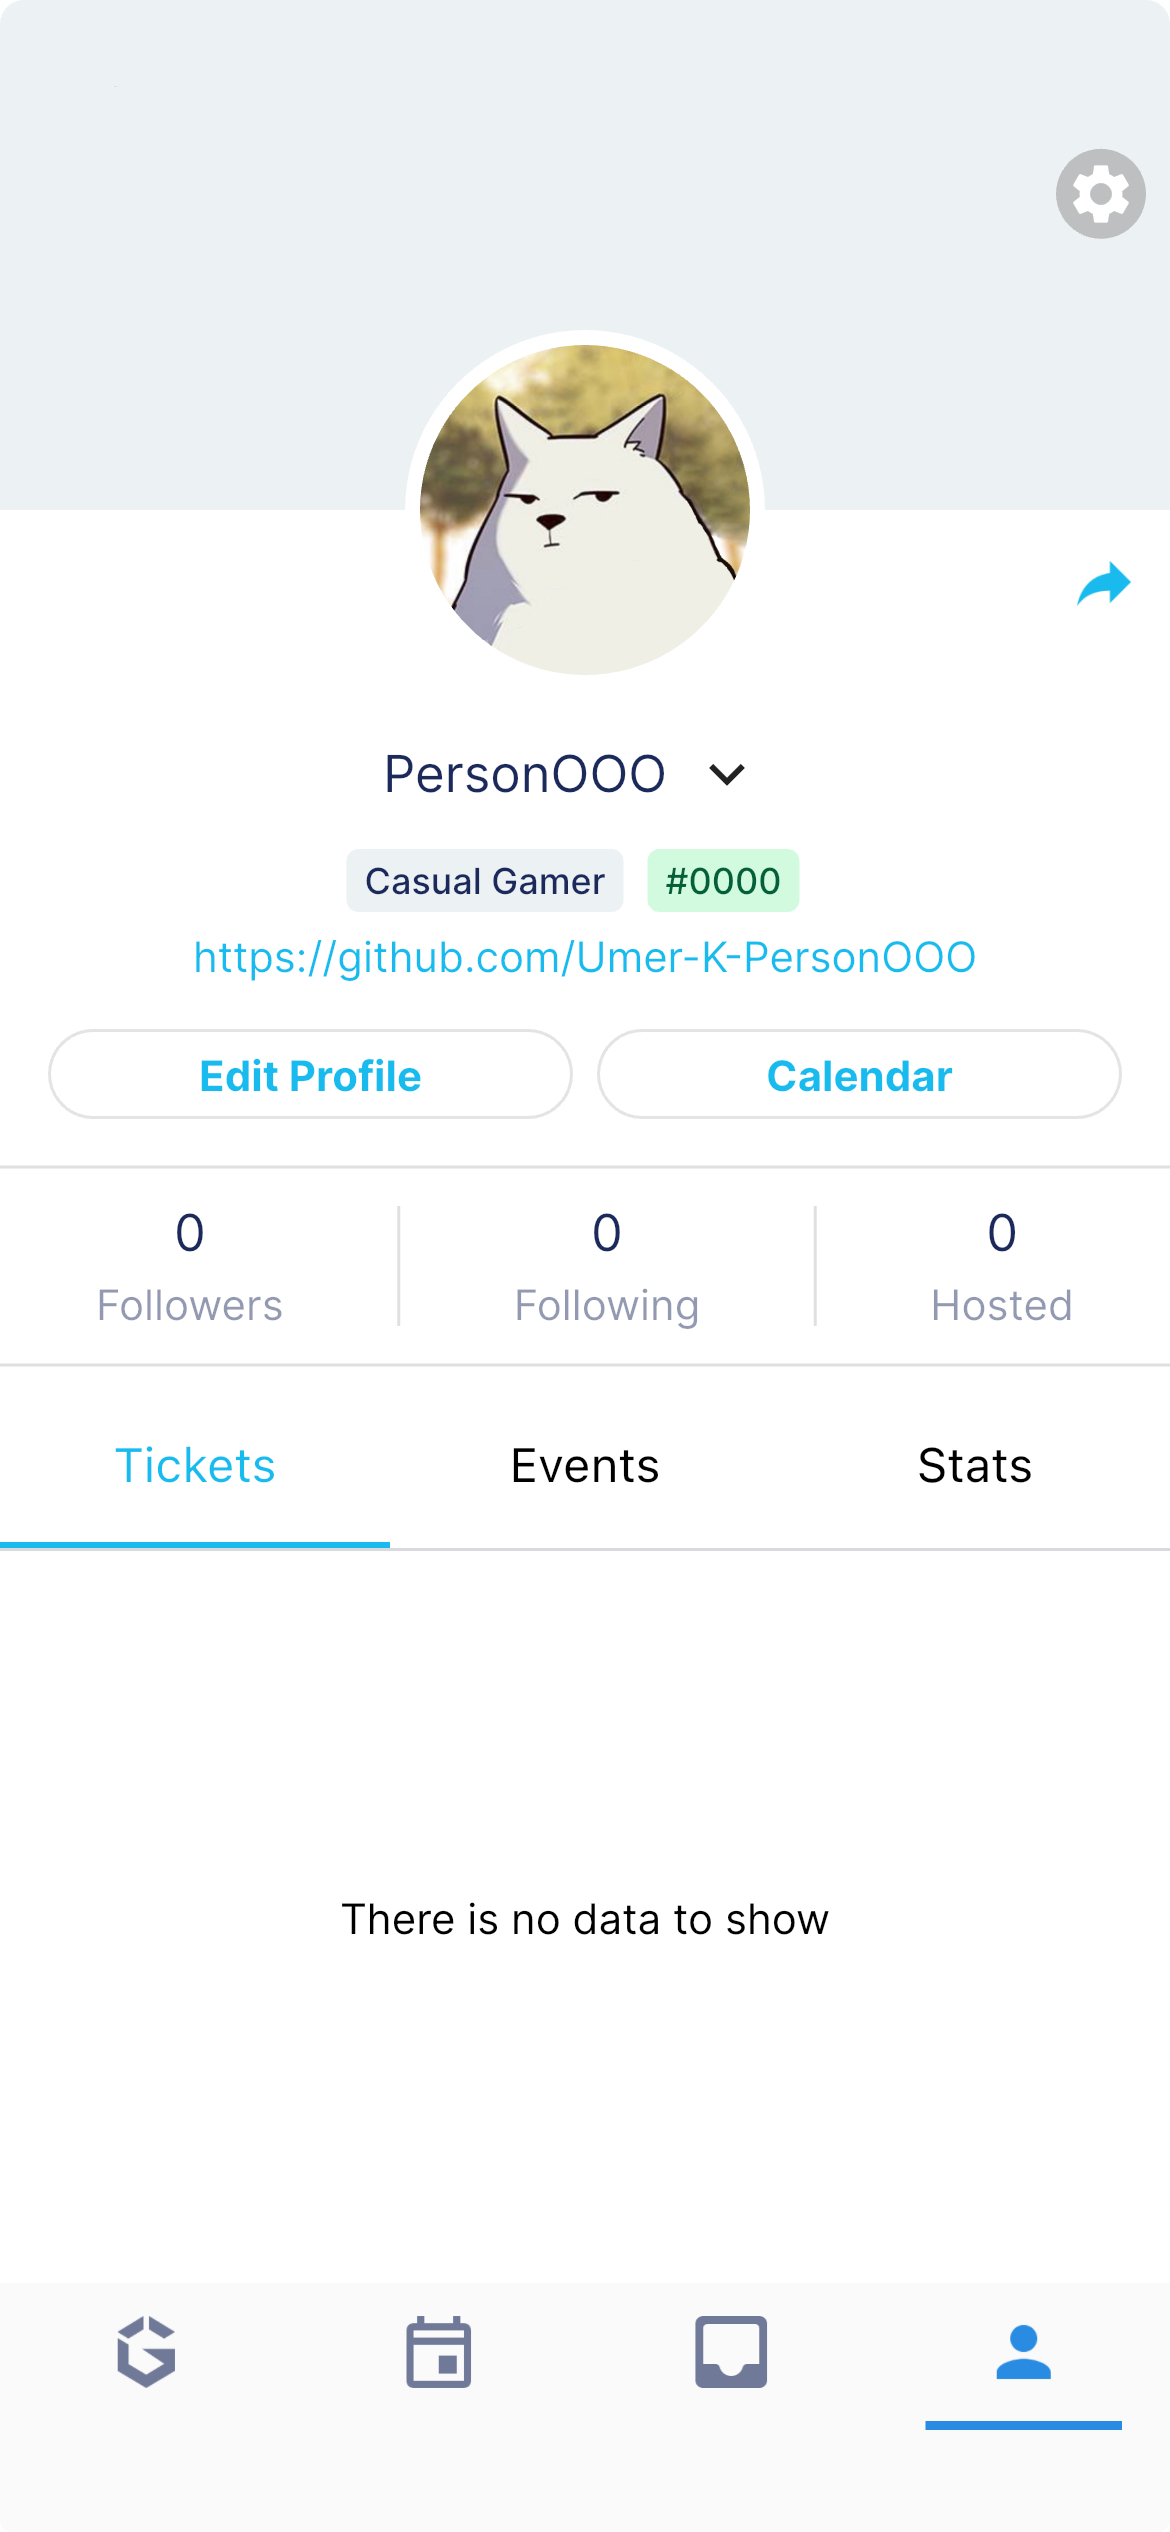 PersonOOO
Casual Gamer #0000
https://github.com/Umer-K-PersonOOO
Edit Profile Calendar
0 0 0
Followers Following Hosted
Tickets Events Stats
There is no data to show